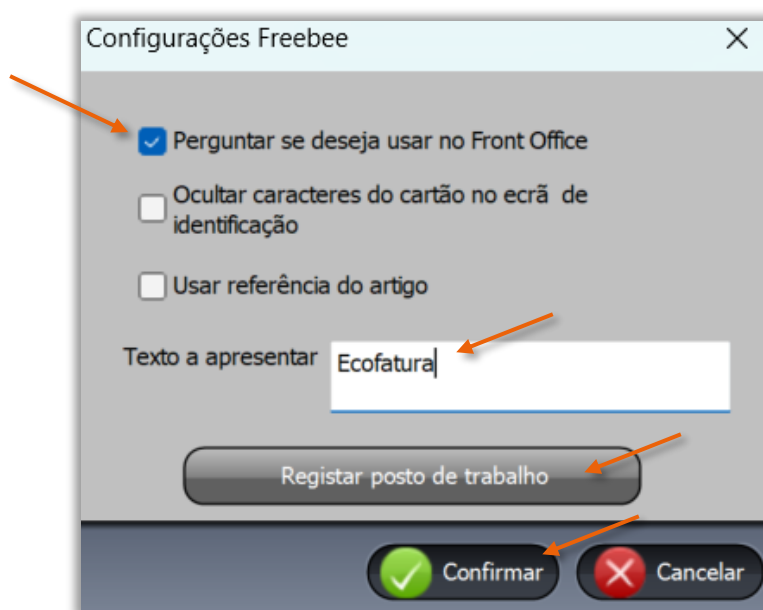 Configurações Freebee
Perguntar se deseja usar no Front Office
Ocultar caracteres do cartão no ecrã de
identificação
Usar referência do artigo
Texto a apresentar
Ecofatura
Registar posto de trabalho
Confirmar
Cancelar